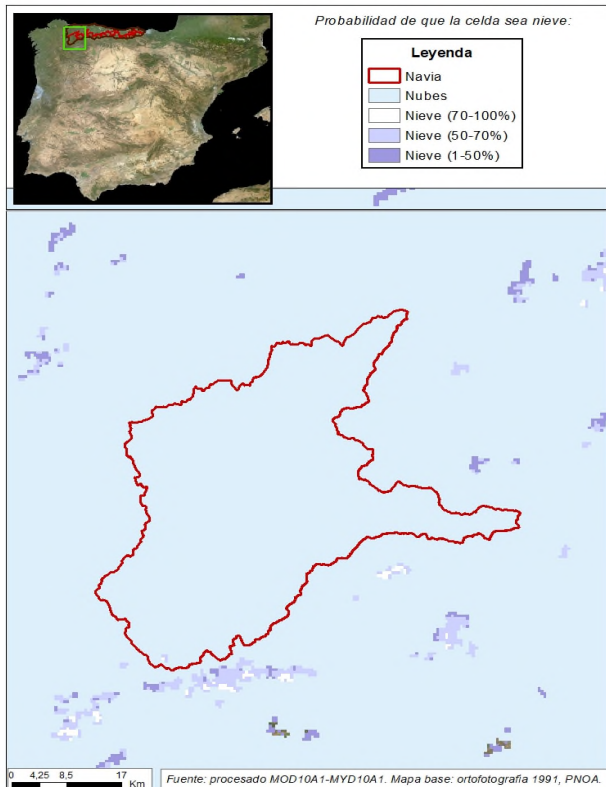 Probabilidad de que la celda sea nieve:
Leyenda
Navia
Nubes
Nieve (70-100%)
Nieve (50-70%)
Nieve (1-50%)
0 4,25 8,5 17
Km
Fuente: procesado MOD10A1-MYD10A1. Mapa base: ortofotografia 1991, PNOA.